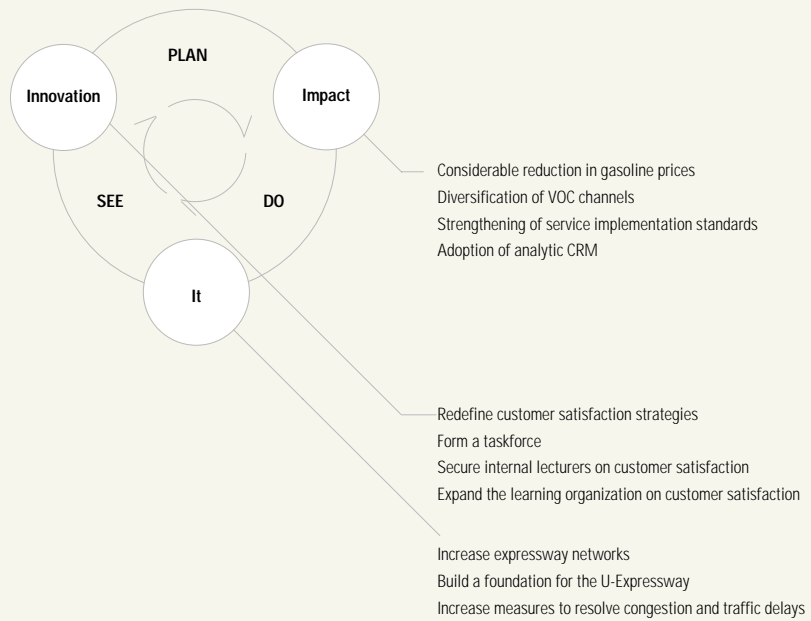 PLAN
Innovation
Impact
SEE
DO
It
Considerable reduction in gasoline prices
Diversification of VOC channels
Strengthening of service implementation standards
Adoption of analytic CRM
Redefine customer satisfaction strategies
Form a taskforce
Secure internal lecturers on customer satisfaction
Expand the learning organization on customer satisfaction
Increase expressway networks
Build a foundation for the U-Expressway
Increase measures to resolve congestion and traffic delays